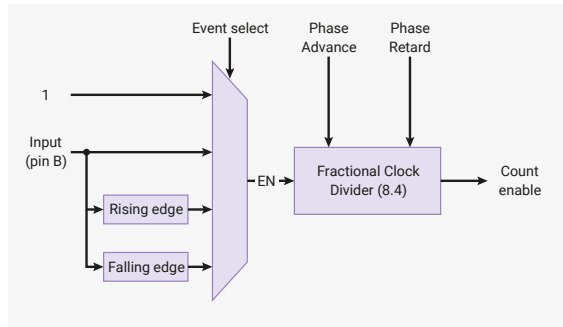 Event select
Phase
Advance
Phase
Retard
1
Input
(pin B)
EN
Fractional Clock
Divider (8.4)
Count
enable
Rising edge
Falling edge